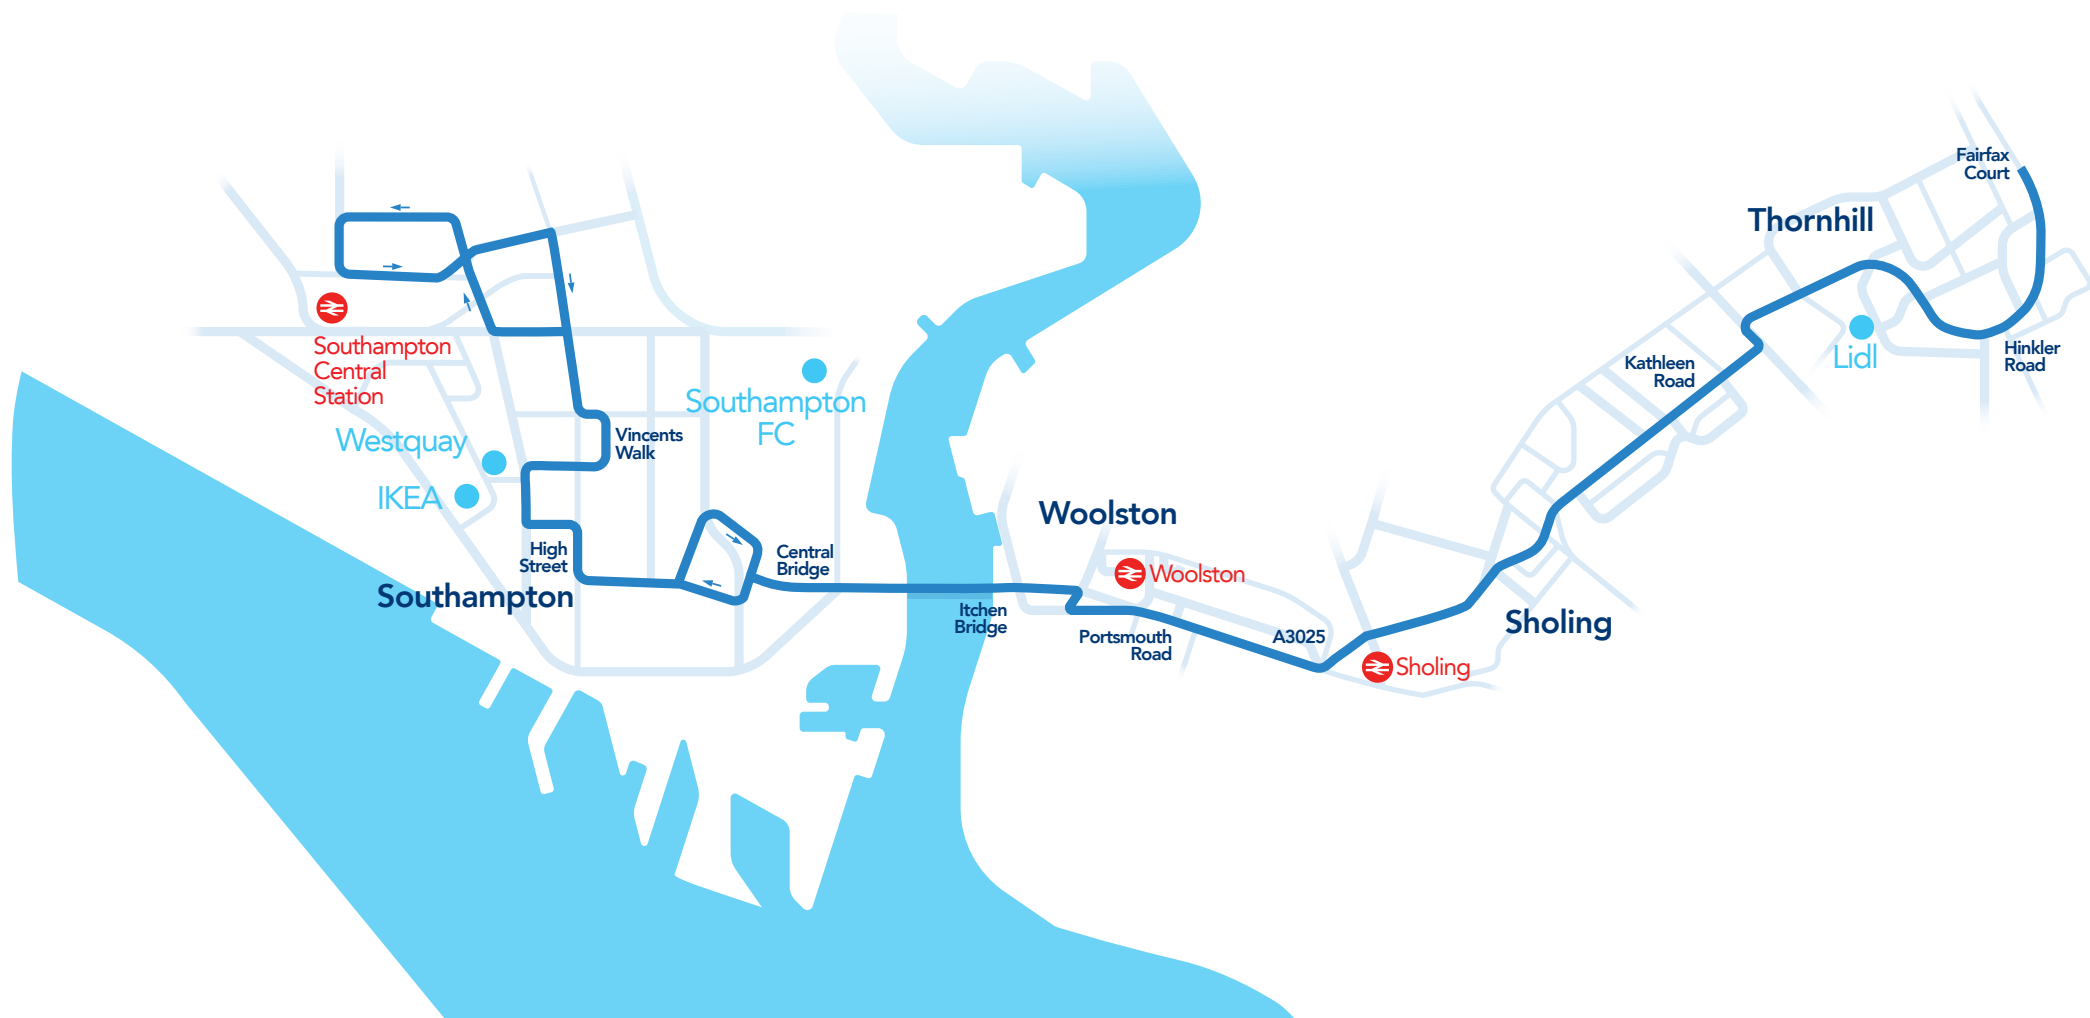 Fairfax
Court
Thornhill
Southampton
Central
Station
Hinkler
Road
Lidl
Kathleen
Road
Southampton
FC
Westquay
Vincents
Walk
IKEA
Woolston
High
Street
Central
Bridge
Woolston
Southampton
Itchen
Bridge
Portsmouth
Road
A3025
Sholing
Sholing